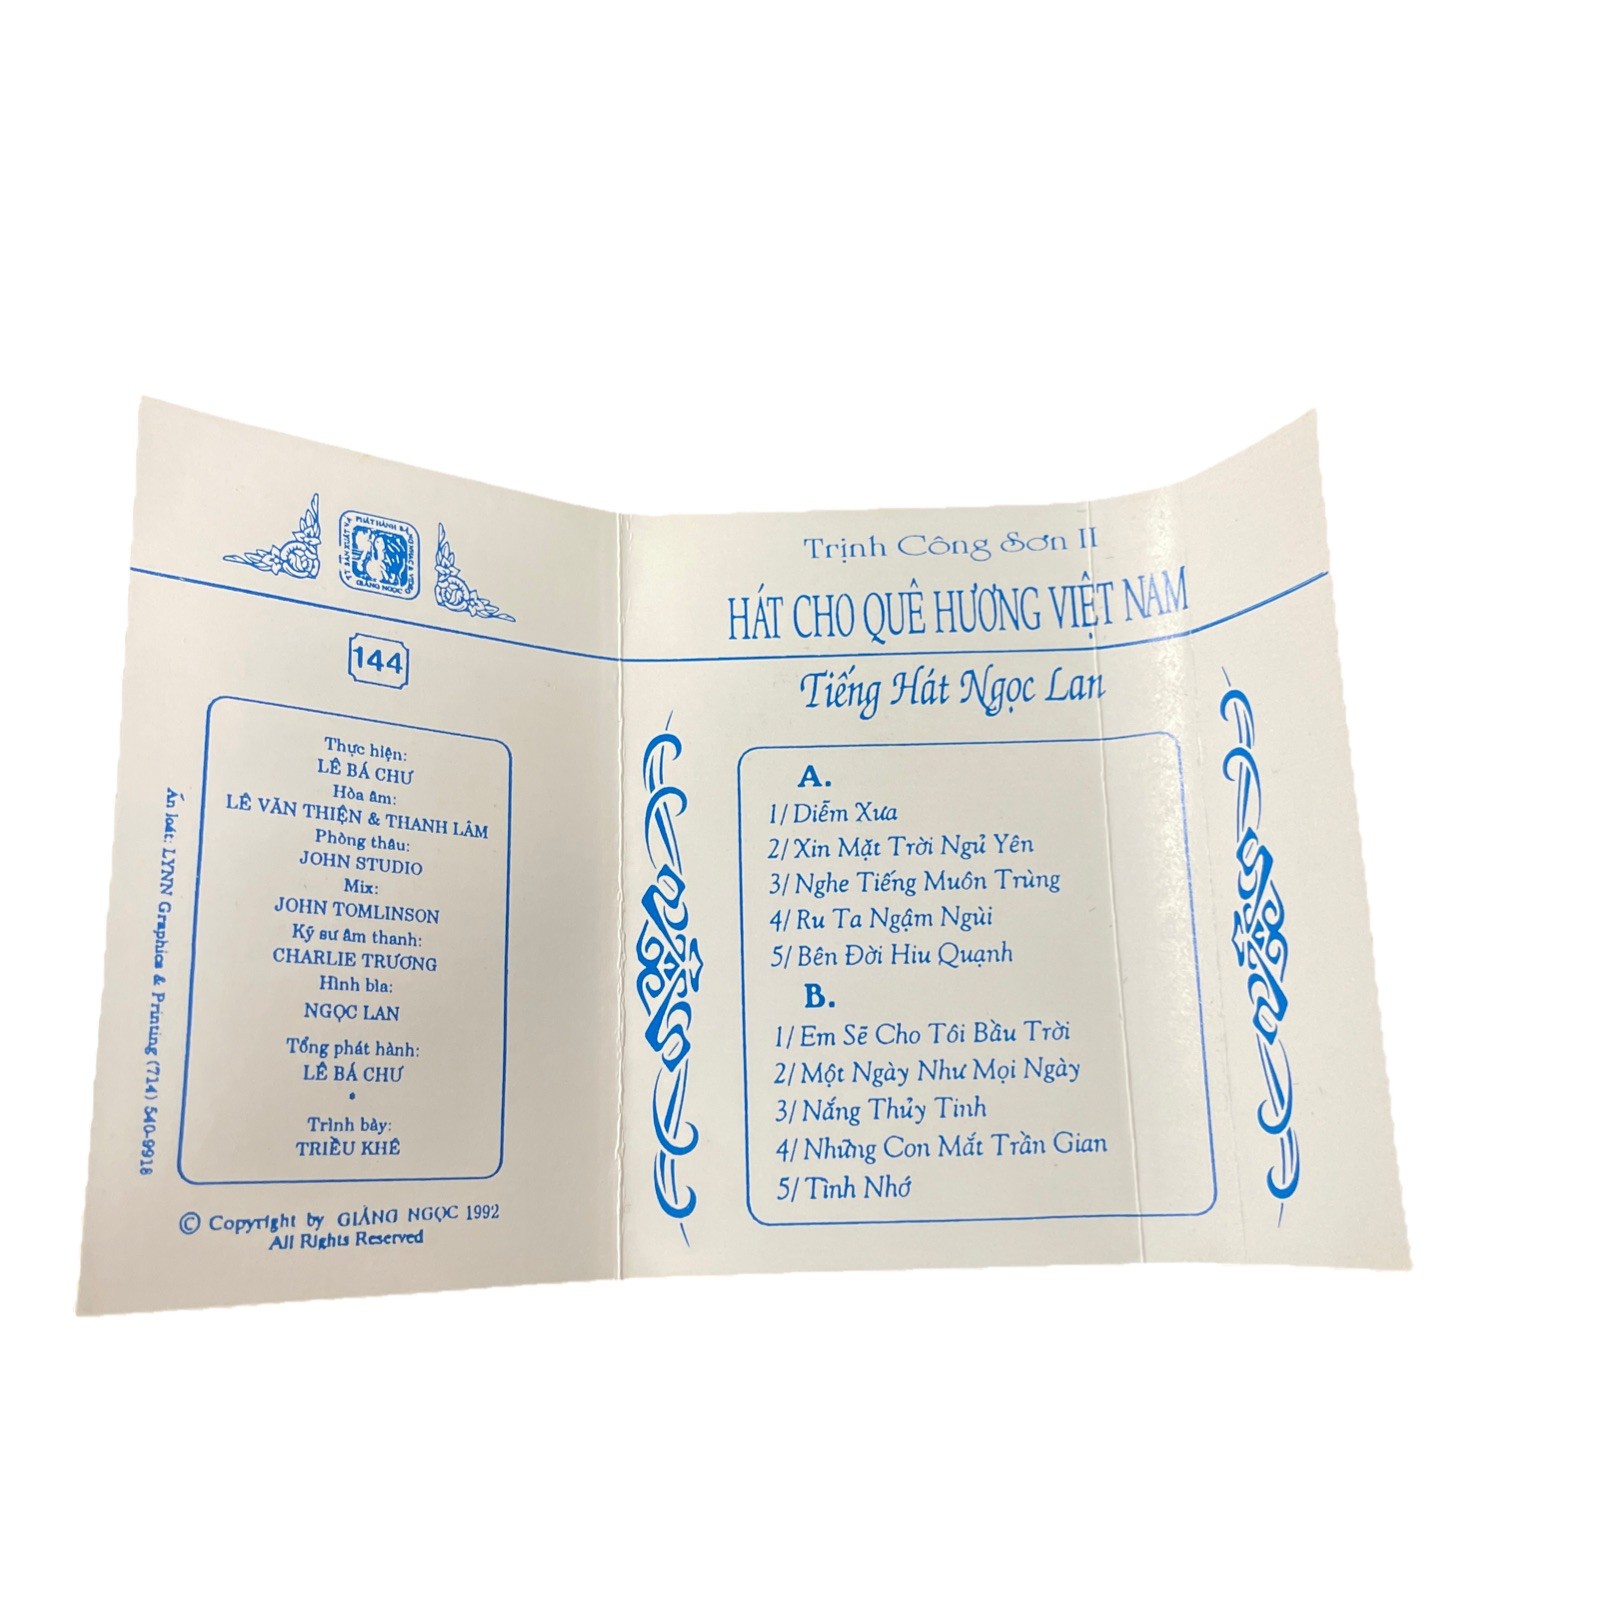 PHÁT HÀNH BĂ
GIÁNG NGỌC
144
Thực hiện:
LÊ BÁ CHƯ
Hòa âm:
LÊ VĂN THIỆN & THANH LÂM
Phòng thâu:
JOHN STUDIO
Mix:
JOHN TOMLINSON
Kỹ sư âm thanh:
CHARLIE TRƯƠNG
Hình bìa:
NGỌC LAN
Tổng phát hành:
LÊ BÁ CHƯ
Trình bày:
TRIỀU KHÊ
© Copyright by GIÁNG NGỌC 1992
All Rights Reserved
Ấn loát: LYNN Graphics & Printing (714) 540-9918
Trịnh Công Sơn II
HÁT CHO QUÊ HƯƠNG VIỆT NAM
Tiếng Hát Ngọc Lan
A.
1/ Diễm Xưa
2/ Xin Mặt Trời Ngủ Yên
3/ Nghe Tiếng Muôn Trùng
4/ Ru Ta Ngậm Ngùi
5/ Bên Đời Hiu Quạnh
B.
1/ Em Sẽ Cho Tôi Bầu Trời
2/ Một Ngày Như Mọi Ngày
3/ Nắng Thủy Tinh
4/ Những Con Mắt Trần Gian
5/ Tình Nhớ